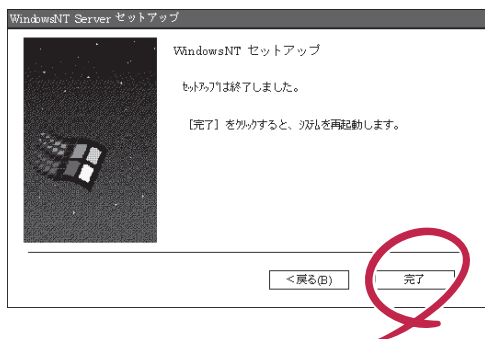 WindowsNT Server セットアップ
WindowsNT セットアップ
ｾｯﾄｱｯﾌﾟは終了しました。
［完了］をｸﾘｯｸすると、ｼｽﾃﾑを再起動します。
<戻る(B)
完了